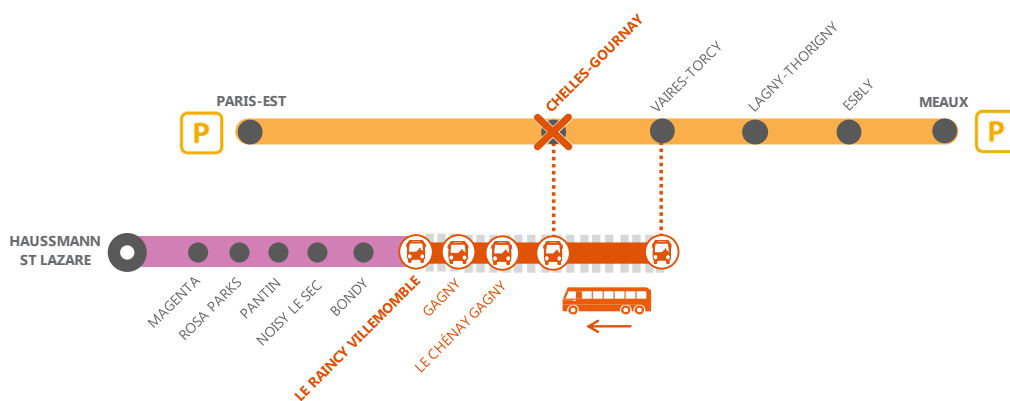 CHELLES-GOURNAY
VAIRES-TORCY
LAGNY-THORIGNY
ESBLY
PARIS-EST
MEAUX
P
P
HAUSSMANN
ST LAZARE
MAGENTA
ROSA PARKS
PANTIN
NOISY LE SEC
BONDY
LE RAINCY VILLEMOMBLE
GAGNY
LE CHÉNAY GAGNY